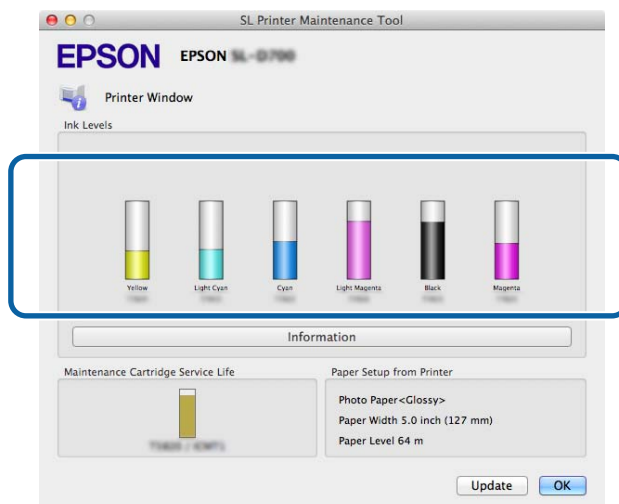 SL Printer Maintenance Tool
EPSON EPSON
Printer Window
Ink Levels
Yellow Light Cyan Cyan Light Magenta Black Magenta
Information
Maintenance Cartridge Service Life
Paper Setup from Printer
Photo Paper<Glossy>
Paper Width 5.0 inch (127 mm)
Paper Level 64 m
Update OK